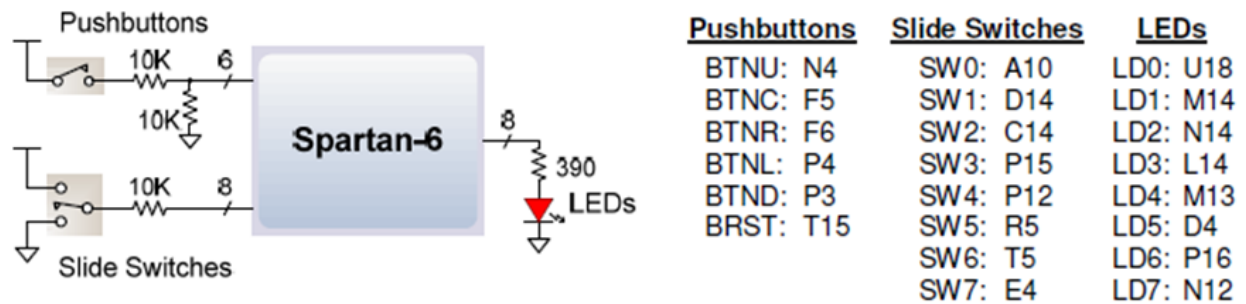 Pushbuttons
10K
6
10K
Spartan-6
8
390
LEDs
10K
8
Slide Switches
Pushbuttons Slide Switches LEDs
BTNU: N4 SW0: A10 LD0: U18
BTNC: F5 SW1: D14 LD1: M14
BTNR: F6 SW2: C14 LD2: N14
BTNL: P4 SW3: P15 LD3: L14
BTND: P3 SW4: P12 LD4: M13
BRST: T15 SW5: R5 LD5: D4
SW6: T5 LD6: P16
SW7: E4 LD7: N12